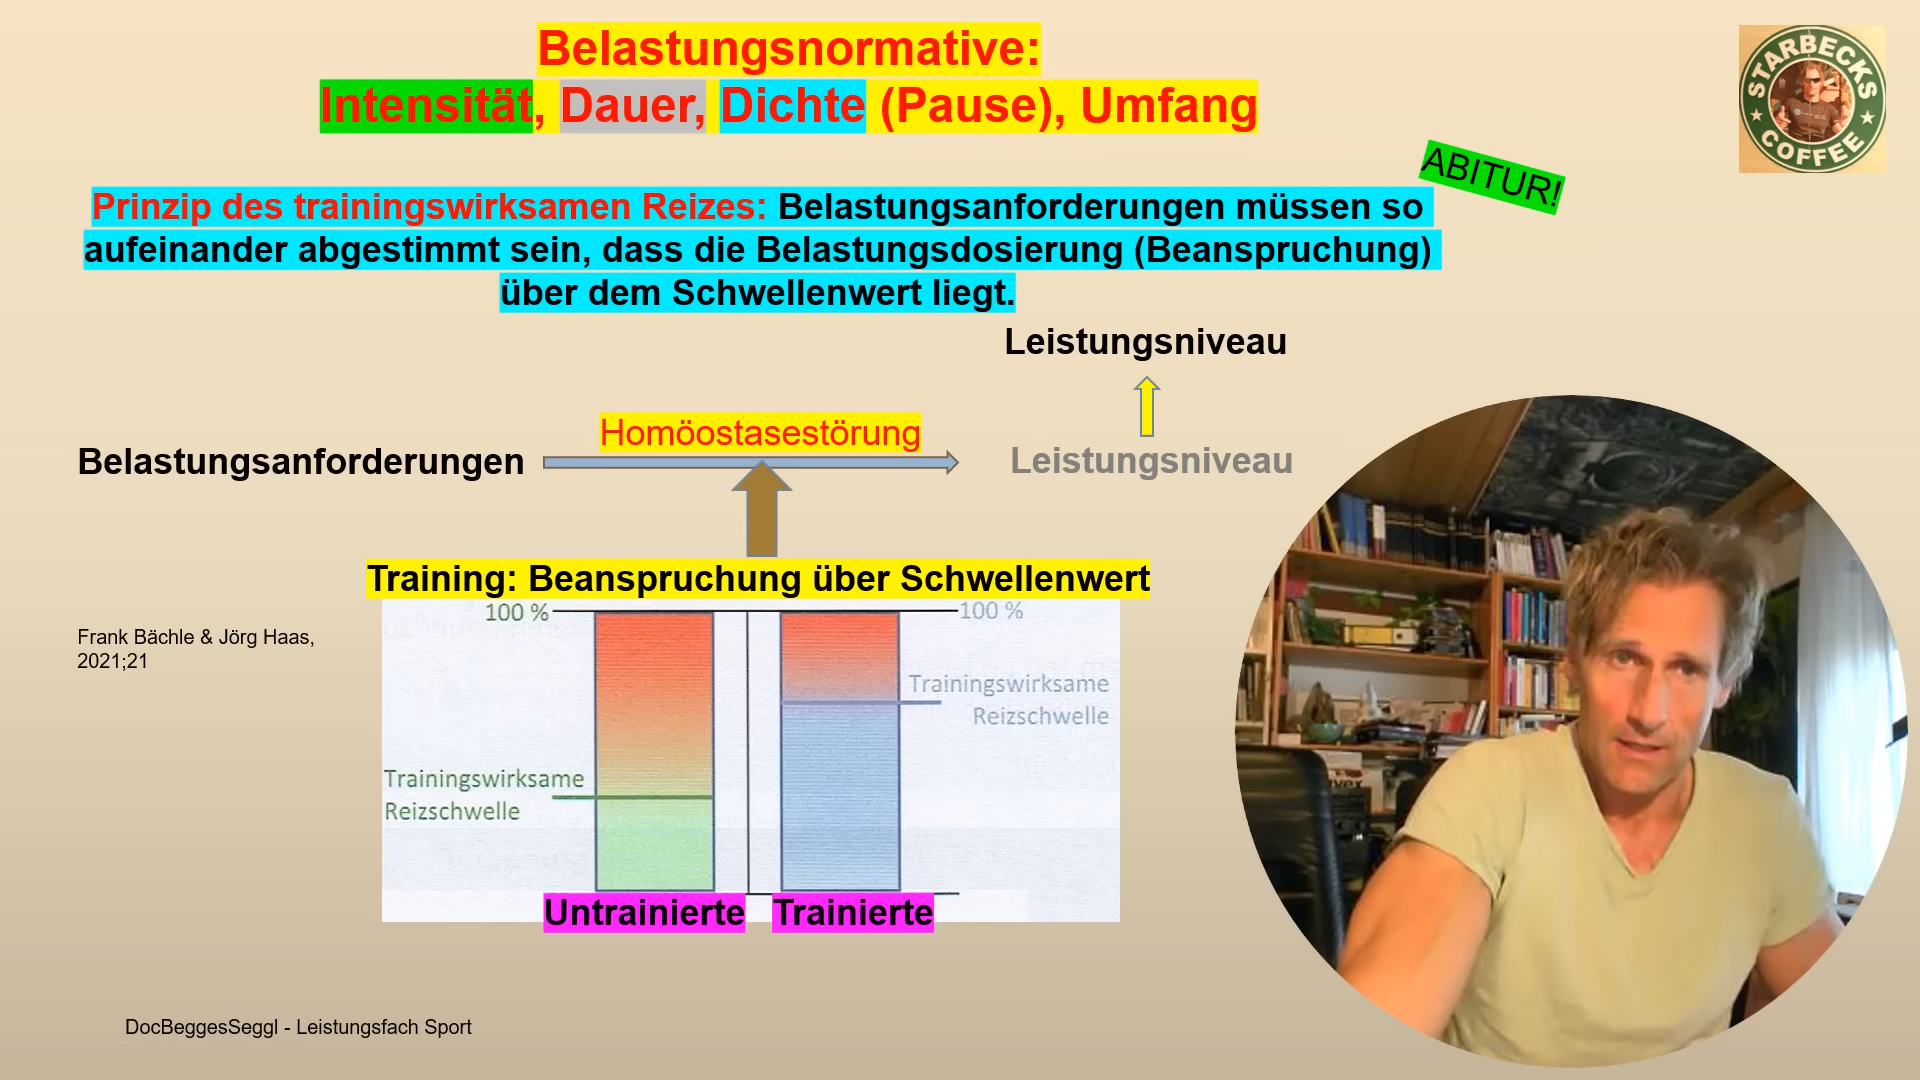 Belastungsnormative:
Intensität, Dauer, Dichte (Pause), Umfang
STARBECKS
COFFEE
ABITUR!
Prinzip des trainingswirksamen Reizes: Belastungsanforderungen müssen so
aufeinander abgestimmt sein, dass die Belastungsdosierung (Beanspruchung)
über dem Schwellenwert liegt.
Leistungsniveau
Homöostasestörung
Belastungsanforderungen
Leistungsniveau
Training: Beanspruchung über Schwellenwert
100 %
100 %
Frank Bächle & Jörg Haas,
2021;21
Trainingswirksame
Reizschwelle
Trainingswirksame
Reizschwelle
Untrainierte
Trainierte
DocBeggesSeggl - Leistungsfach Sport